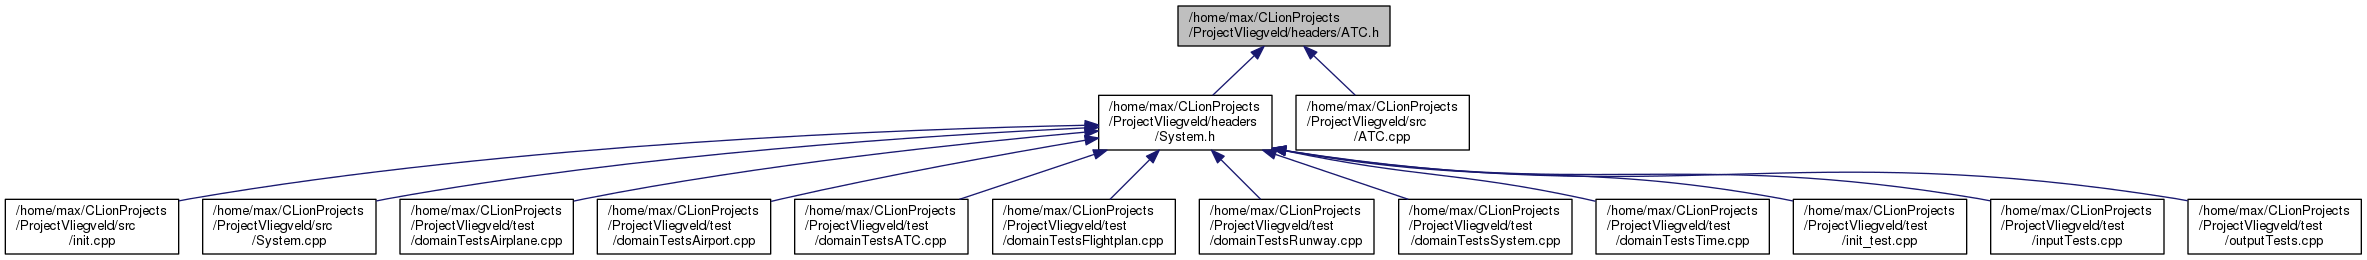 /home/max/CLionProjects
/ProjectVliegveld/headers/ATC.h
/home/max/CLionProjects
/ProjectVliegveld/headers
/System.h
/home/max/CLionProjects
/ProjectVliegveld/src
/ATC.cpp
/home/max/CLionProjects
/ProjectVliegveld/src
/init.cpp
/home/max/CLionProjects
/ProjectVliegveld/src
/System.cpp
/home/max/CLionProjects
/ProjectVliegveld/test
/domainTestsAirplane.cpp
/home/max/CLionProjects
/ProjectVliegveld/test
/domainTestsAirport.cpp
/home/max/CLionProjects
/ProjectVliegveld/test
/domainTestsATC.cpp
/home/max/CLionProjects
/ProjectVliegveld/test
/domainTestsFlightplan.cpp
/home/max/CLionProjects
/ProjectVliegveld/test
/domainTestsRunway.cpp
/home/max/CLionProjects
/ProjectVliegveld/test
/domainTestsSystem.cpp
/home/max/CLionProjects
/ProjectVliegveld/test
/domainTestsTime.cpp
/home/max/CLionProjects
/ProjectVliegveld/test
/init_test.cpp
/home/max/CLionProjects
/ProjectVliegveld/test
/inputTests.cpp
/home/max/CLionProjects
/ProjectVliegveld/test
/outputTests.cpp